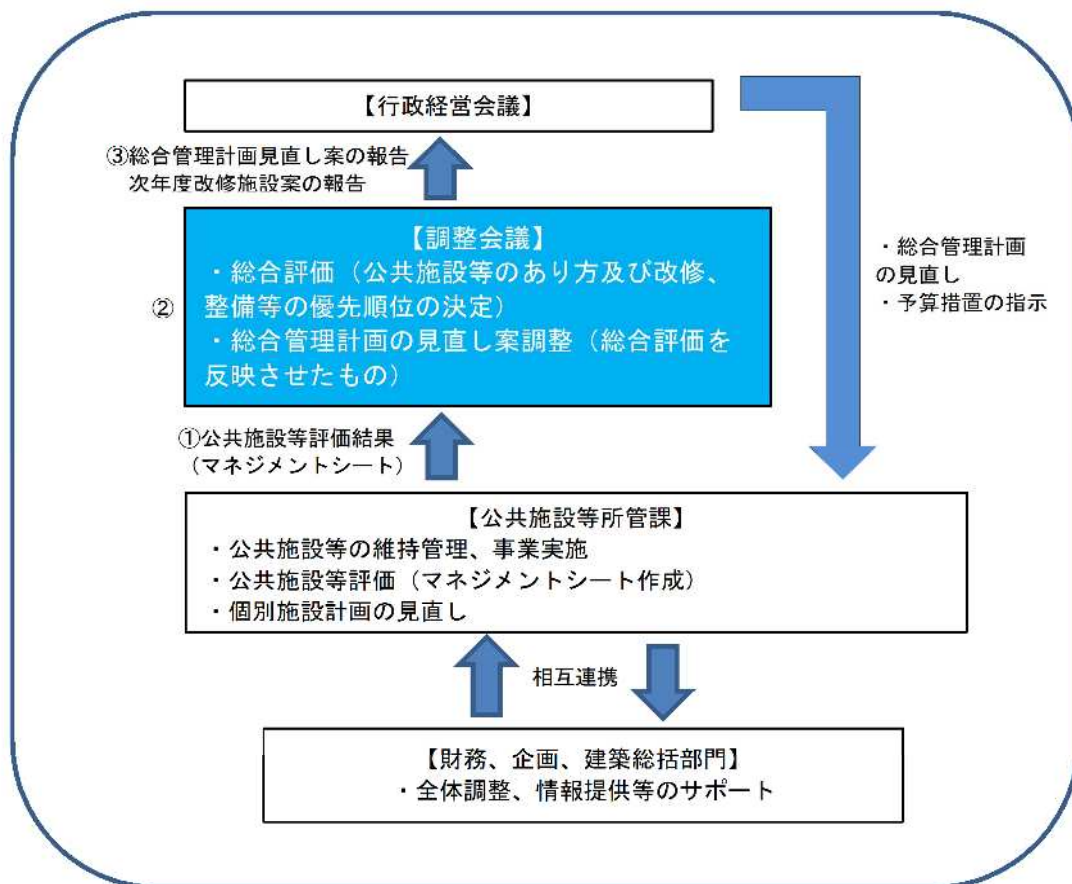 【行政経営会議】
③総合管理計画見直し案の報告
次年度改修施設案の報告
【調整会議】
・総合評価（公共施設等のあり方及び改修、
整備等の優先順位の決定）
・総合管理計画の見直し案調整（総合評価を
反映させたもの）
②
・総合管理計画
の見直し
・予算措置の指示
①公共施設等評価結果
（マネジメントシート）
【公共施設等所管課】
・公共施設等の維持管理、事業実施
・公共施設等評価（マネジメントシート作成）
・個別施設計画の見直し
相互連携
【財務、企画、建築総括部門】
・全体調整、情報提供等のサポート